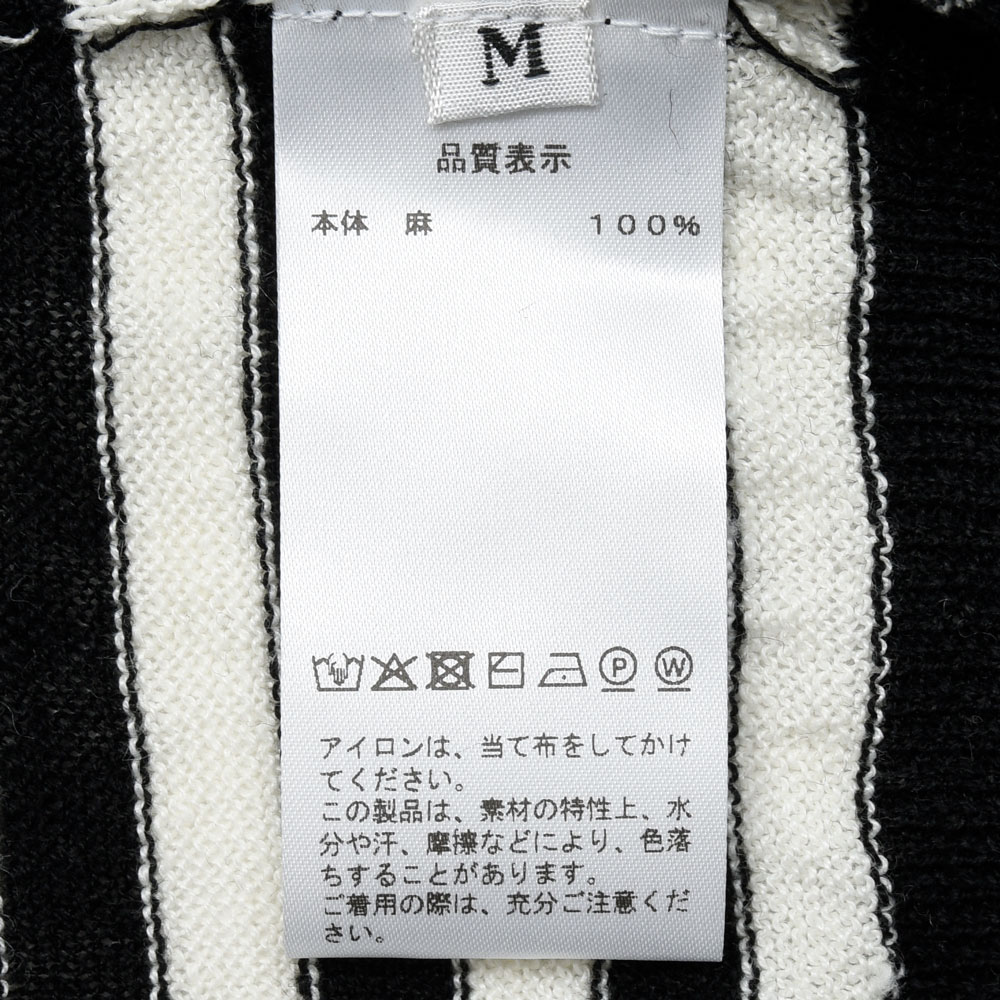 M
品質表示
本体 麻 100%
P W
アイロンは、当て布をしてかけ
てください。
この製品は、素材の特性上、水
分や汗、摩擦などにより、色落
ちすることがあります。
ご着用の際は、充分ご注意くだ
さい。